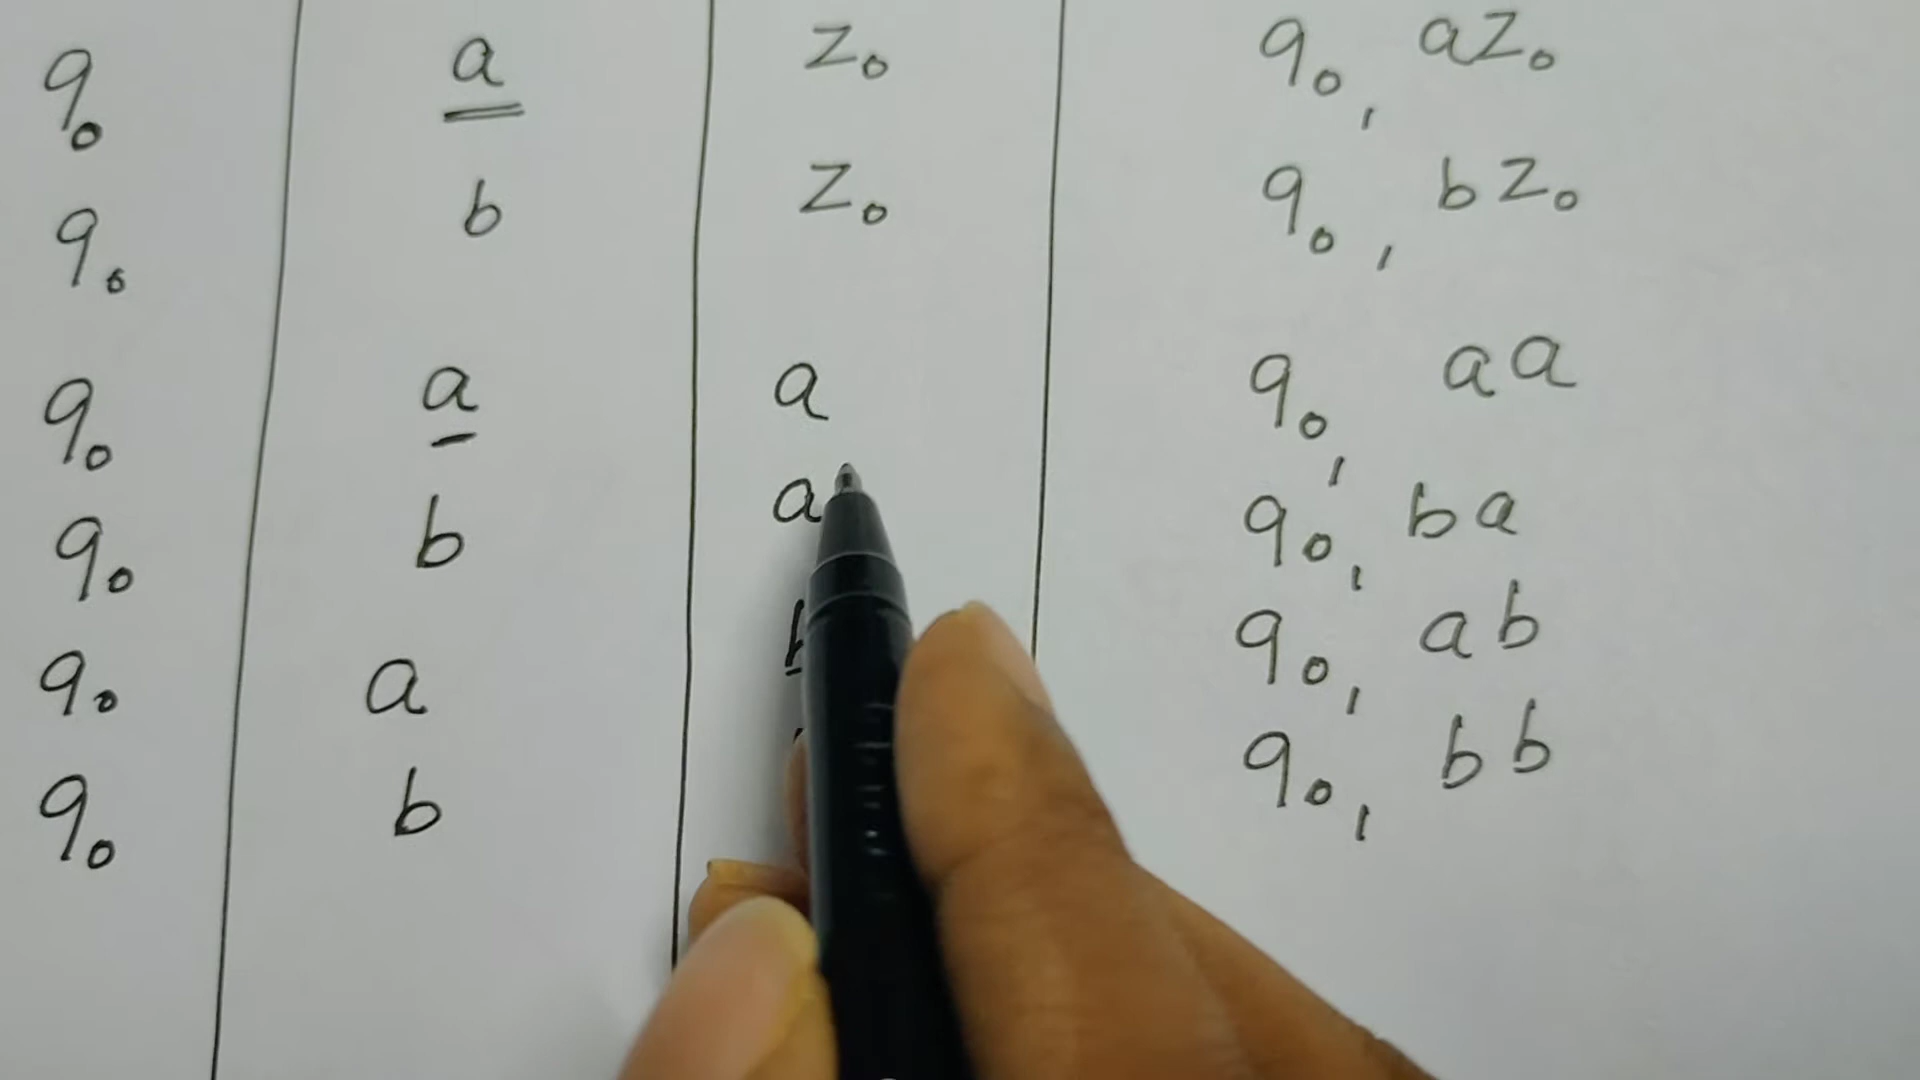 q₀ a z₀ q₀, az₀
q₀ b z₀ q₀, bz₀
q₀ a a q₀, aa
q₀ b a q₀, ba
q₀ a q₀, ab
q₀ b q₀, bb